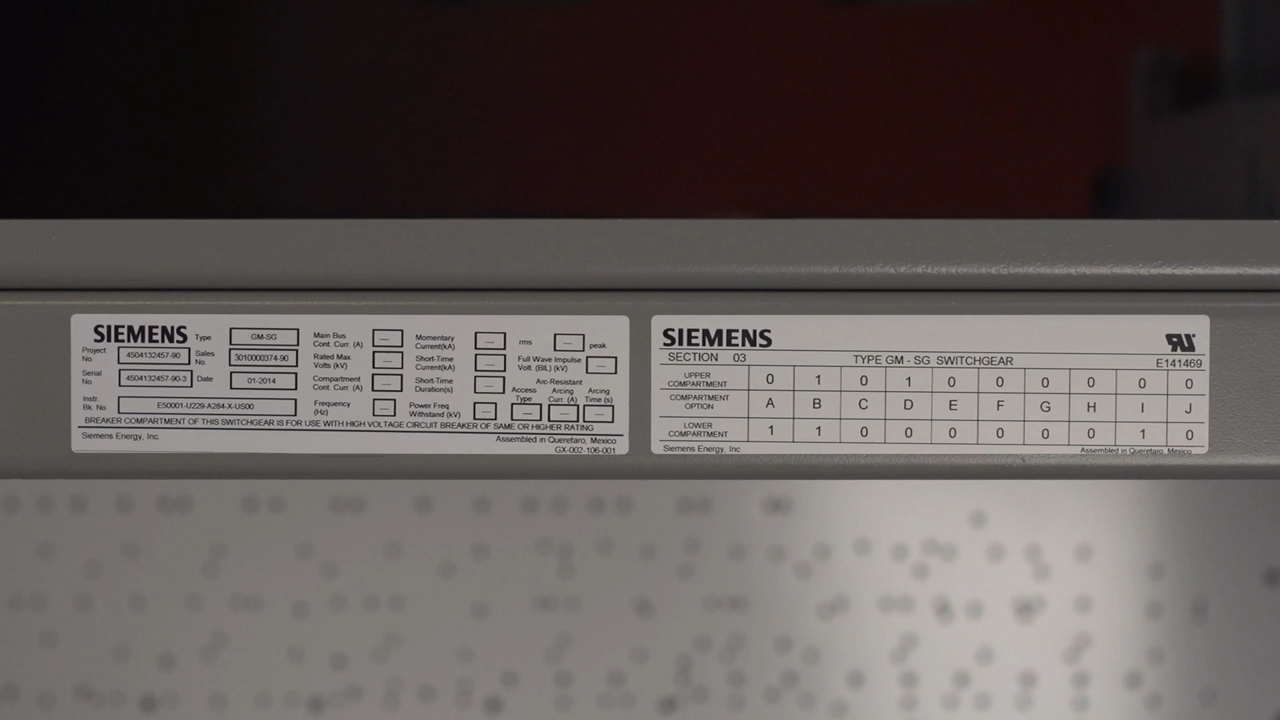 SIEMENS Type GM-SG Main Bus Cont. Curr. (A) --- Momentary Current(kA) --- rms --- peak
Project No. 4504132457-90 Sales No. 3010000374-90 Rated Max. Volts (kV) --- Short-Time Current(kA) --- Full Wave Impulse Volt. (BIL) (kV) ---
Serial No. 4504132457-90-3 Date 01-2014 Compartment Cont. Curr. (A) --- Short-Time Duration(s) --- Arc-Resistant
Access Type --- Arcing Curr. (A) --- Arcing Time (s) ---
Instr. Bk. No. E50001-U229-A284-X-US00 Frequency (Hz) --- Power Freq Withstand (kV) ---
BREAKER COMPARTMENT OF THIS SWITCHGEAR IS FOR USE WITH HIGH VOLTAGE CIRCUIT BREAKER OF SAME OR HIGHER RATING
Siemens Energy, Inc. Assembled in Queretaro, Mexico
GX-002-106-001
SIEMENS
SECTION 03 TYPE GM - SG SWITCHGEAR E141469
UPPER COMPARTMENT 0 1 0 1 0 0 0 0 0 0
COMPARTMENT OPTION A B C D E F G H I J
LOWER COMPARTMENT 1 1 0 0 0 0 0 0 1 0
Siemens Energy, Inc Assembled in Queretaro, Mexico